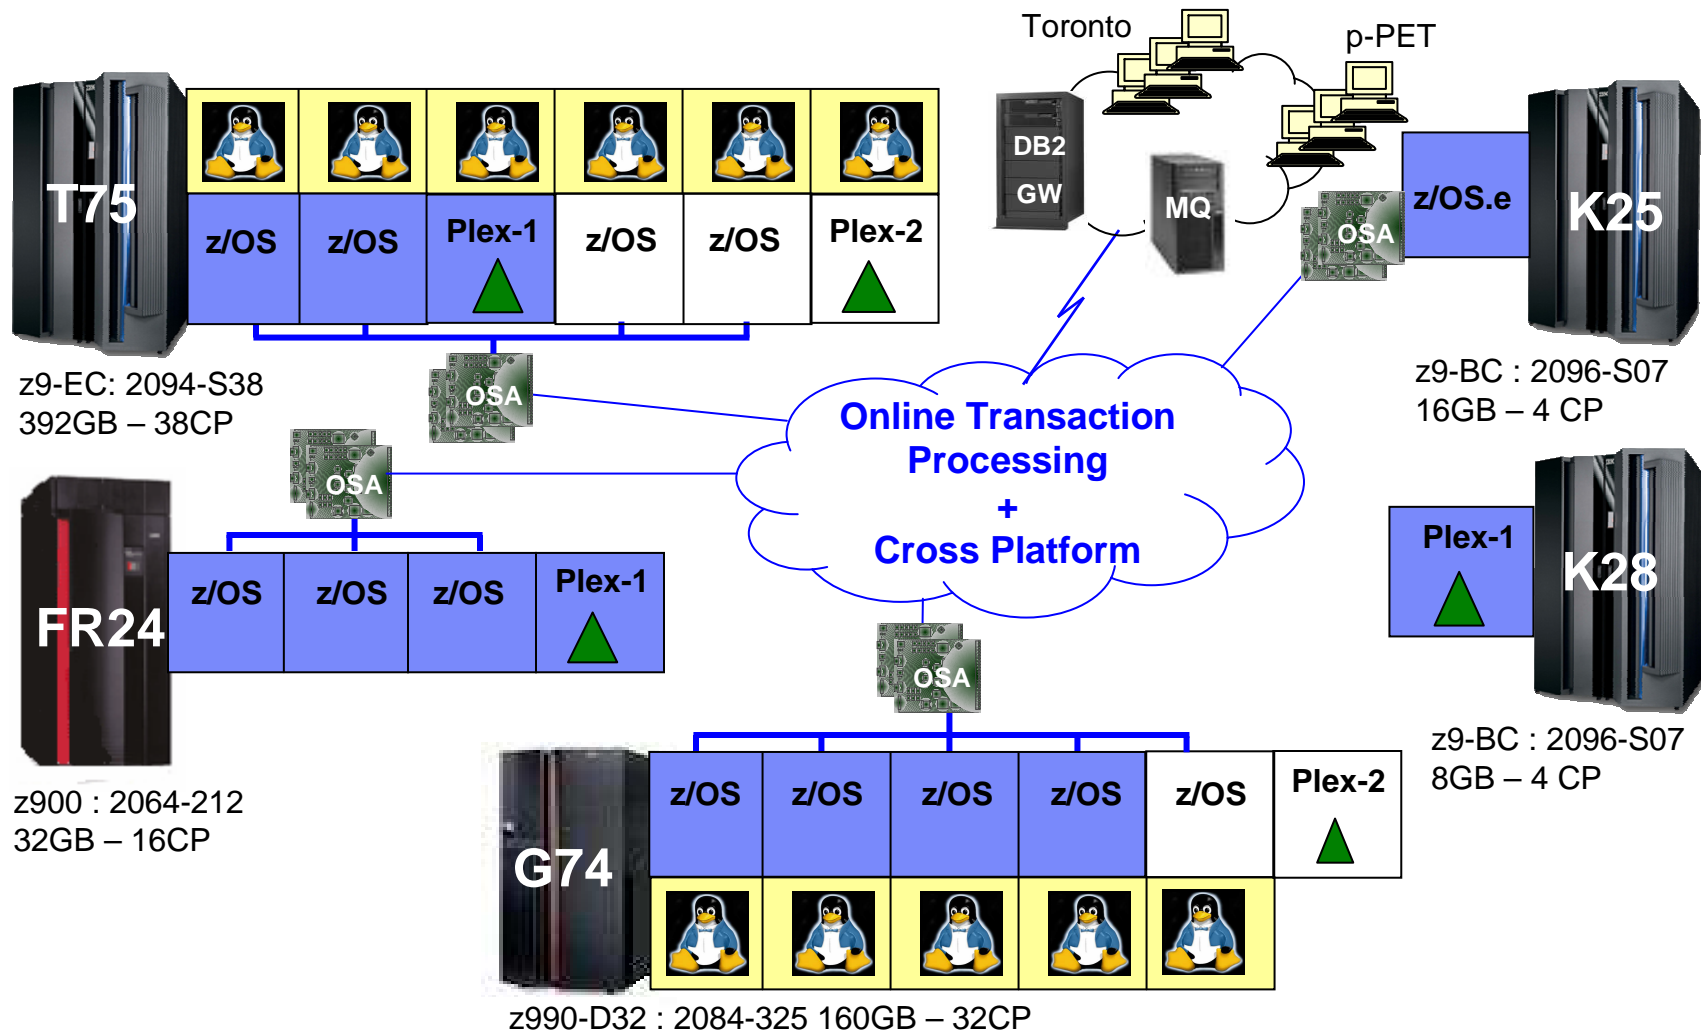 Toronto
p-PET
DB2
GW
MQ
T75
z/OS
z/OS
Plex-1
z/OS
z/OS
Plex-2
OSA
z/OS.e
K25
OSA
z9-EC: 2094-S38
392GB – 38CP
z9-BC : 2096-S07
16GB – 4 CP
Online Transaction
Processing
+
Cross Platform
OSA
FR24
z/OS
z/OS
z/OS
Plex-1
Plex-1
K28
OSA
z900 : 2064-212
32GB – 16CP
z9-BC : 2096-S07
8GB – 4 CP
G74
z/OS
z/OS
z/OS
z/OS
z/OS
Plex-2
z990-D32 : 2084-325 160GB – 32CP